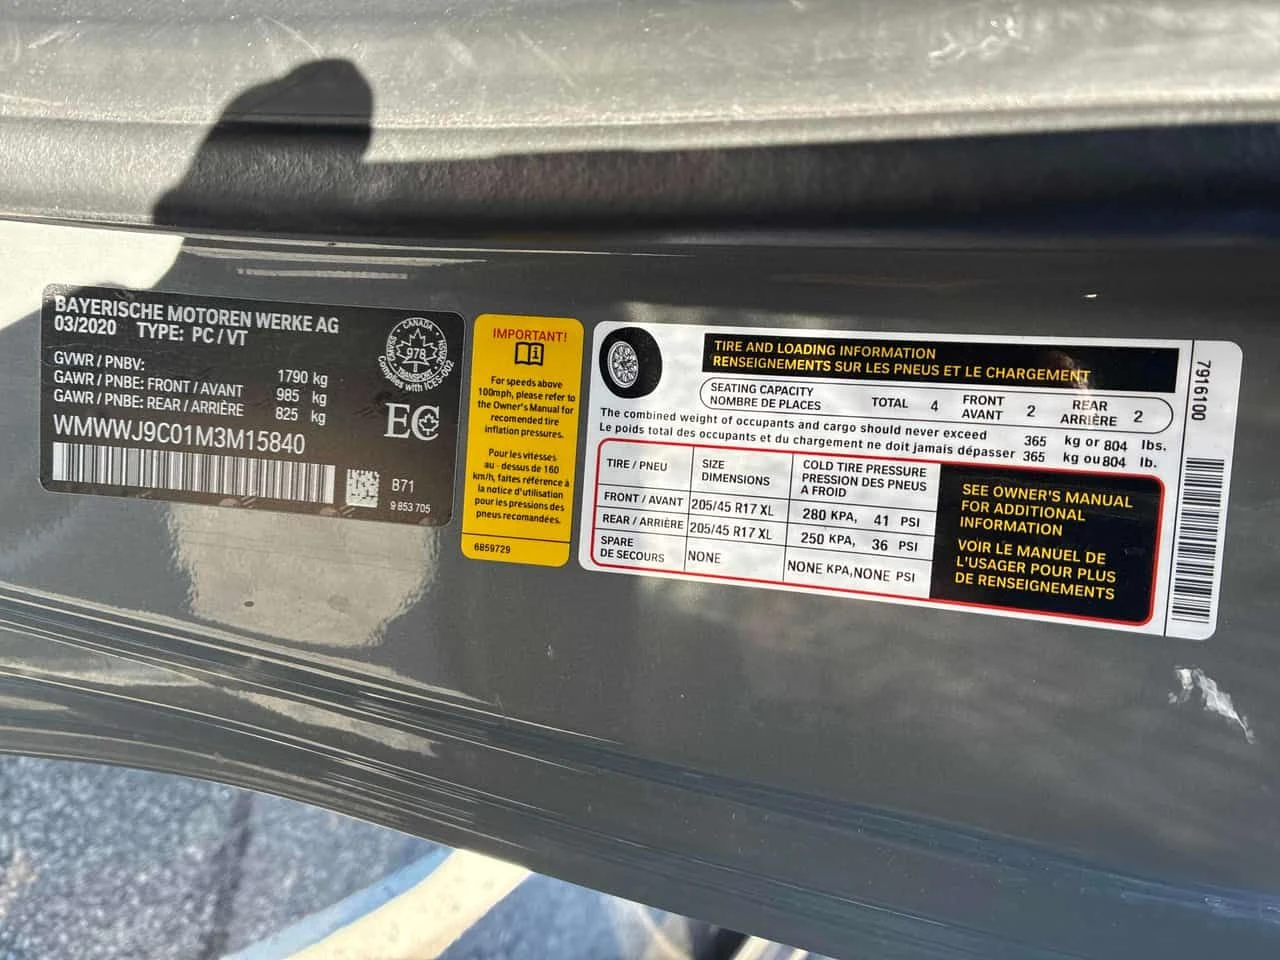 BAYERISCHE MOTOREN WERKE AG
03/2020 TYPE: PC / VT
GVWR / PNBV: 1790 kg
GAWR / PNBE: FRONT / AVANT 985 kg
GAWR / PNBE: REAR / ARRIÈRE 825 kg
WMWWJ9C01M3M15840
CANADA
CMVSS NSVAC
978
TRANSPORT
Complies with ICES-002
EC
B71
9 853 705
IMPORTANT!
For speeds above
100mph, please refer to
the Owner's Manual for
recomended tire
inflation pressures.
Pour les vitesses
au - dessus de 160
km/h, faites référence à
la notice d'utilisation
pour les pressions des
pneus recomandées.
6859729
TIRE AND LOADING INFORMATION
RENSEIGNEMENTS SUR LES PNEUS ET LE CHARGEMENT
SEATING CAPACITY
NOMBRE DE PLACES
TOTAL 4
FRONT
AVANT 2
REAR
ARRIÈRE 2
The combined weight of occupants and cargo should never exceed 365 kg or 804 lbs.
Le poids total des occupants et du chargement ne doit jamais dépasser 365 kg ou 804 lb.
TIRE / PNEU
SIZE
DIMENSIONS
COLD TIRE PRESSURE
PRESSION DES PNEUS
A FROID
FRONT / AVANT 205/45 R17 XL 280 KPA, 41 PSI
REAR / ARRIÈRE 205/45 R17 XL 250 KPA, 36 PSI
SPARE
DE SECOURS NONE NONE KPA,NONE PSI
SEE OWNER'S MANUAL
FOR ADDITIONAL
INFORMATION
VOIR LE MANUEL DE
L'USAGER POUR PLUS
DE RENSEIGNEMENTS
7916100